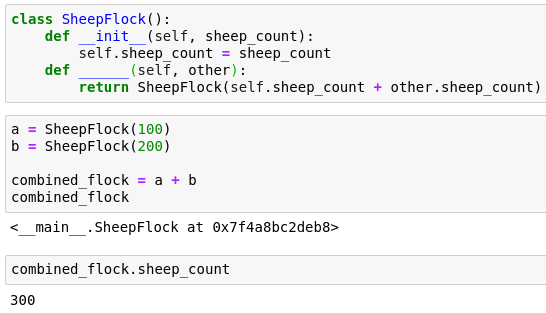 class SheepFlock():
    def __init__(self, sheep_count):
        self.sheep_count = sheep_count
    def ______(self, other):
        return SheepFlock(self.sheep_count + other.sheep_count)
a = SheepFlock(100)
b = SheepFlock(200)
combined_flock = a + b
combined_flock
<__main__.SheepFlock at 0x7f4a8bc2deb8>
combined_flock.sheep_count
300